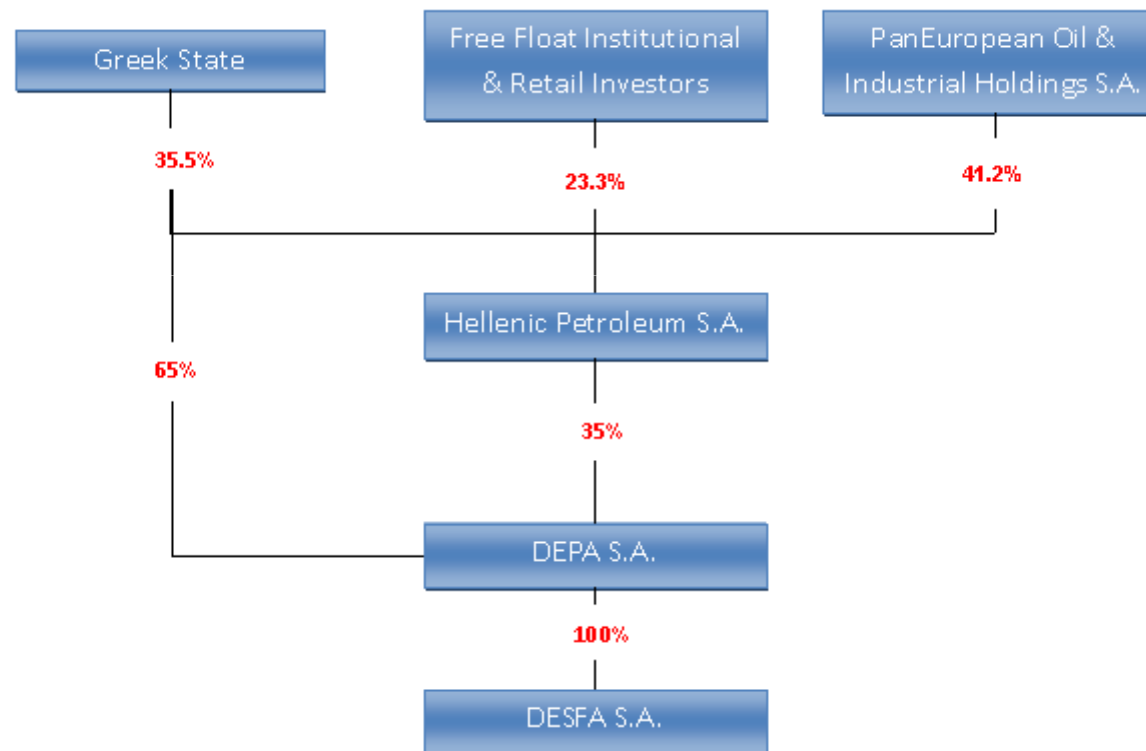 Greek State
Free Float Institutional
& Retail Investors
PanEuropean Oil &
Industrial Holdings S.A.
35.5%
23.3%
41.2%
Hellenic Petroleum S.A.
65%
35%
DEPA S.A.
100%
DESFA S.A.